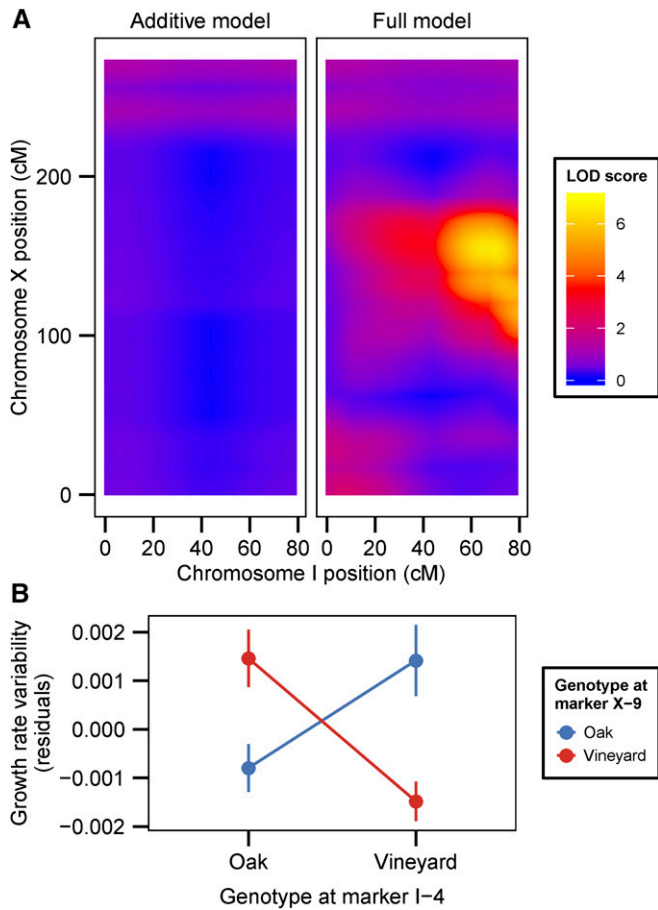 A
Additive model
Full model
Chromosome X position (cM)
200
100
0
0 20 40 60 80
0 20 40 60 80
Chromosome I position (cM)
LOD score
6
4
2
0
B
Growth rate variability
(residuals)
0.002
0.001
0.000
−0.001
−0.002
Oak
Vineyard
Genotype at marker I−4
Genotype at
marker X−9
Oak
Vineyard